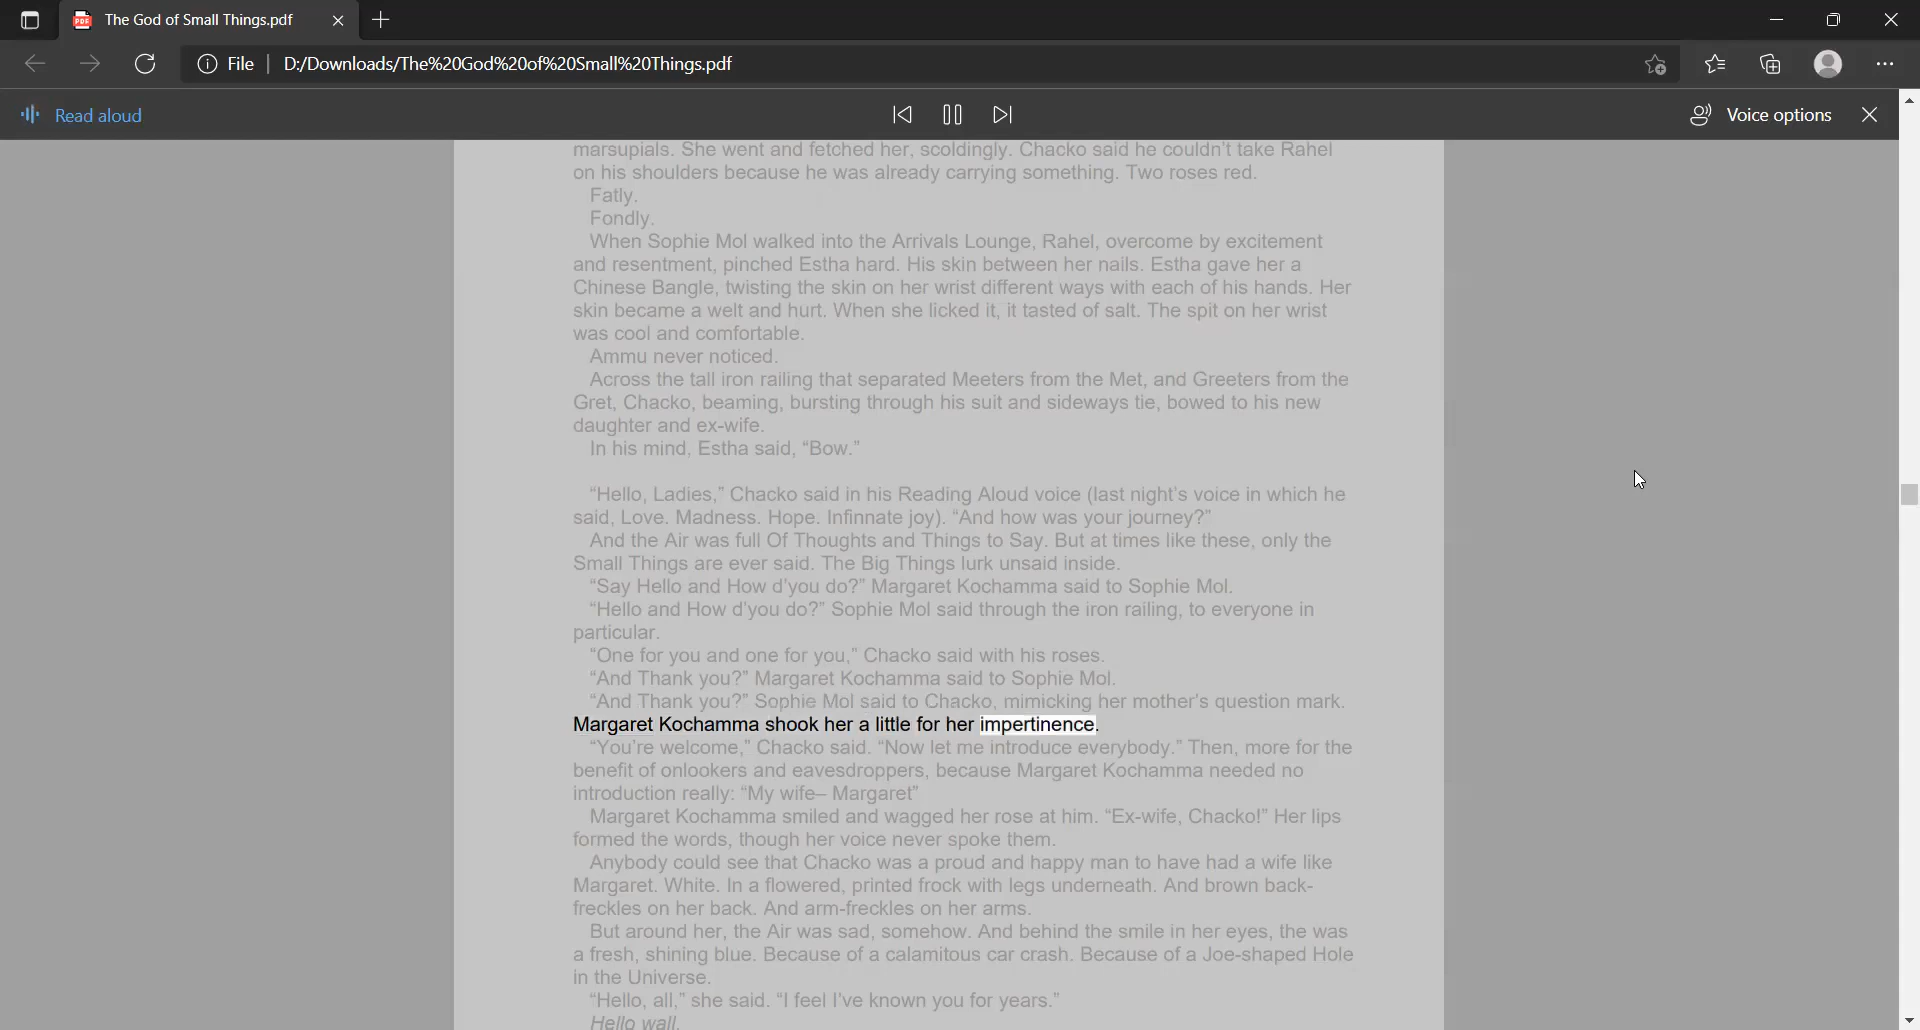 The God of Small Things.pdf
File
D:/Downloads/The%20God%20of%20Small%20Things.pdf
Read aloud
Voice options
marsupials. She went and fetched her, scoldingly. Chacko said he couldn't take Rahel
on his shoulders because he was already carrying something. Two roses red.
Fatly.
Fondly.
When Sophie Mol walked into the Arrivals Lounge, Rahel, overcome by excitement
and resentment, pinched Estha hard. His skin between her nails. Estha gave her a
Chinese Bangle, twisting the skin on her wrist different ways with each of his hands. Her
skin became a welt and hurt. When she licked it, it tasted of salt. The spit on her wrist
was cool and comfortable.
Ammu never noticed.
Across the tall iron railing that separated Meeters from the Met, and Greeters from the
Gret, Chacko, beaming, bursting through his suit and sideways tie, bowed to his new
daughter and ex-wife.
In his mind, Estha said, “Bow.”
“Hello, Ladies,” Chacko said in his Reading Aloud voice (last night's voice in which he
said, Love. Madness. Hope. Infinnate joy). “And how was your journey?”
And the Air was full Of Thoughts and Things to Say. But at times like these, only the
Small Things are ever said. The Big Things lurk unsaid inside.
“Say Hello and How d'you do?” Margaret Kochamma said to Sophie Mol.
“Hello and How d'you do?” Sophie Mol said through the iron railing, to everyone in
particular.
“One for you and one for you,” Chacko said with his roses.
“And Thank you?” Margaret Kochamma said to Sophie Mol.
“And Thank you?” Sophie Mol said to Chacko, mimicking her mother's question mark.
Margaret Kochamma shook her a little for her impertinence.
“You're welcome,” Chacko said. “Now let me introduce everybody.” Then, more for the
benefit of onlookers and eavesdroppers, because Margaret Kochamma needed no
introduction really: “My wife– Margaret”
Margaret Kochamma smiled and wagged her rose at him. “Ex-wife, Chacko!” Her lips
formed the words, though her voice never spoke them.
Anybody could see that Chacko was a proud and happy man to have had a wife like
Margaret. White. In a flowered, printed frock with legs underneath. And brown back-
freckles on her back. And arm-freckles on her arms.
But around her, the Air was sad, somehow. And behind the smile in her eyes, the was
a fresh, shining blue. Because of a calamitous car crash. Because of a Joe-shaped Hole
in the Universe.
“Hello, all,” she said. “I feel I've known you for years.”
Hello wall.